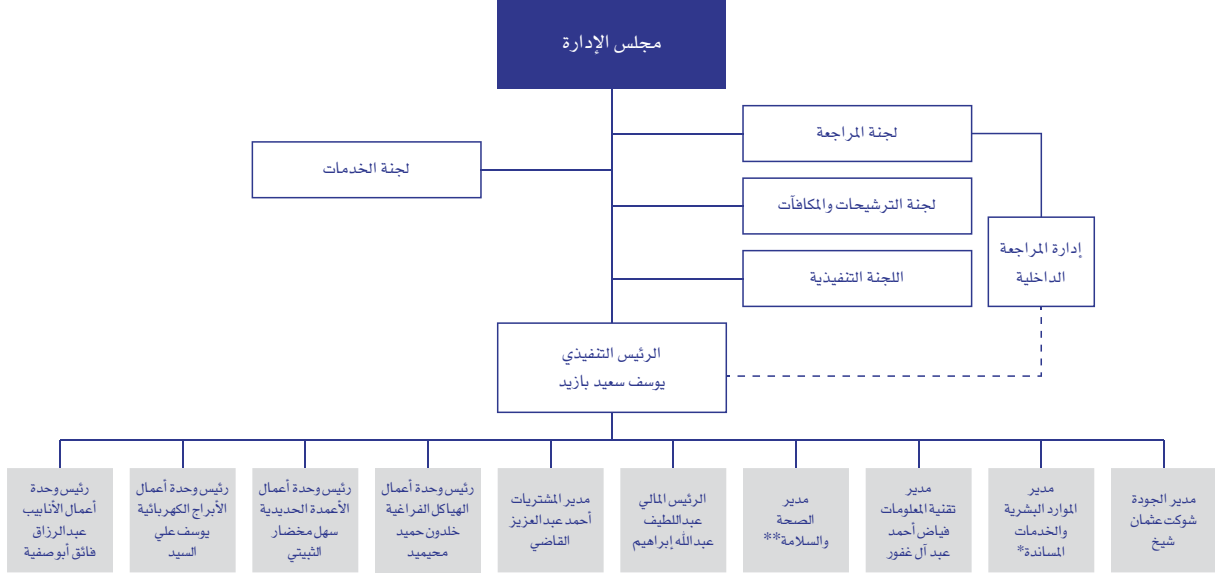 مجلس الإدارة
لجنة المراجعة
لجنة الخدمات
لجنة الترشيحات والمكافآت
إدارة المراجعة
الداخلية
اللجنة التنفيذية
الرئيس التنفيذي
يوسف سعيد بازيد
مدير الجودة
شوكت عثمان
شيخ
مدير
الموارد البشرية
والخدمات
المساندة*
مدير
تقنية المعلومات
فياض أحمد
عبد آل غفور
مدير
الصحة
والسلامة**
الرئيس المالي
عبداللطيف
عبدالله إبراهيم
مدير المشتريات
أحمد عبدالعزيز
القاضي
رئيس وحدة أعمال
الهياكل الفراغية
خلدون حميد
محيميد
رئيس وحدة أعمال
الأعمدة الحديدية
سهل مخضار
الثبيتي
رئيس وحدة أعمال
الأبراج الكهربائية
يوسف علي
السيد
رئيس وحدة
أعمال الأنابيب
عبدالرزاق
فائق أبوصفية